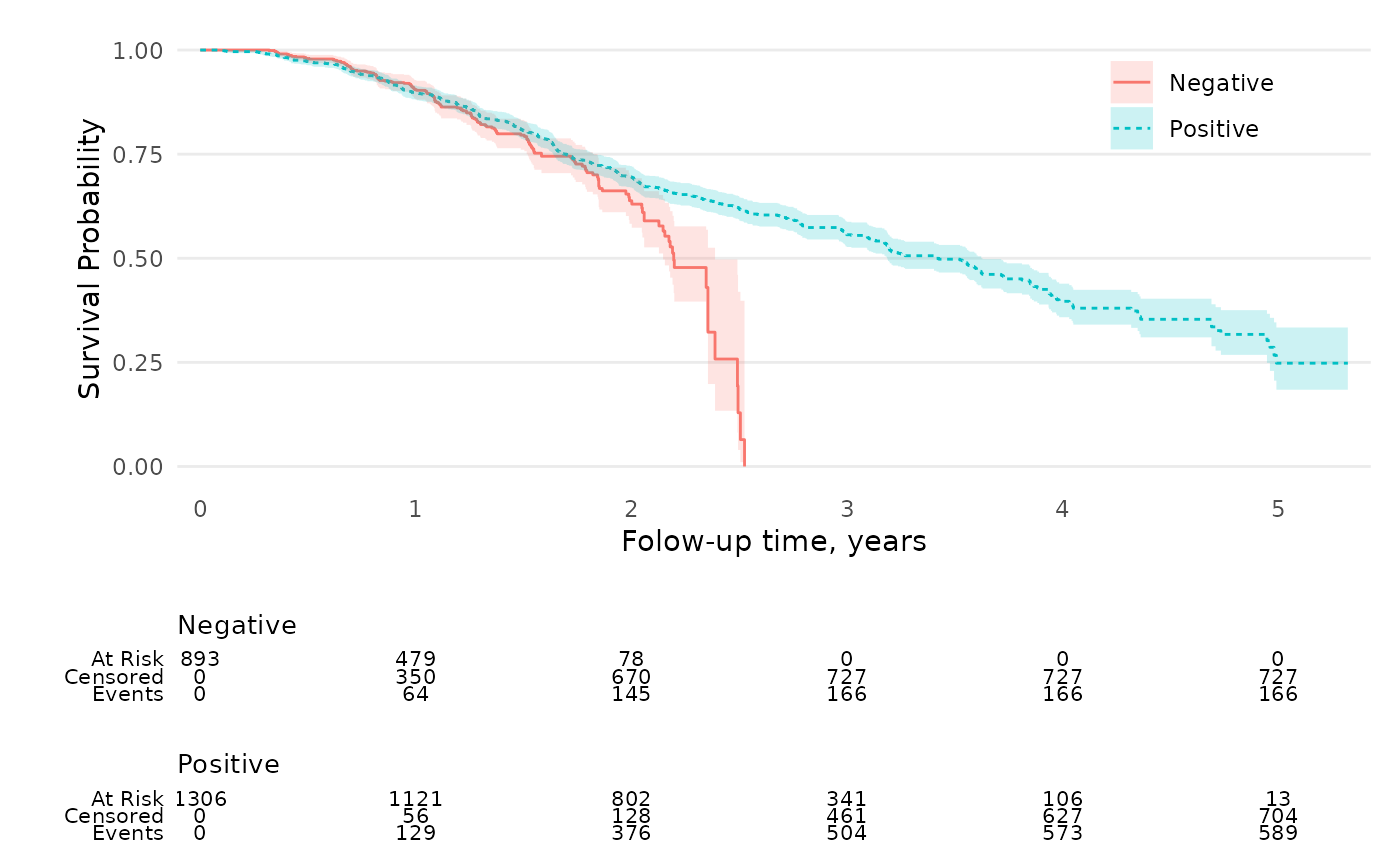 1.00
0.75
0.50
0.25
0.00
Survival Probability
Negative
Positive
0 1 2 3 4 5
Folow-up time, years
Negative
At Risk 893 479 78 0 0 0
Censored 0 350 670 727 727 727
Events 0 64 145 166 166 166
Positive
At Risk 1306 1121 802 341 106 13
Censored 0 56 128 461 627 704
Events 0 129 376 504 573 589